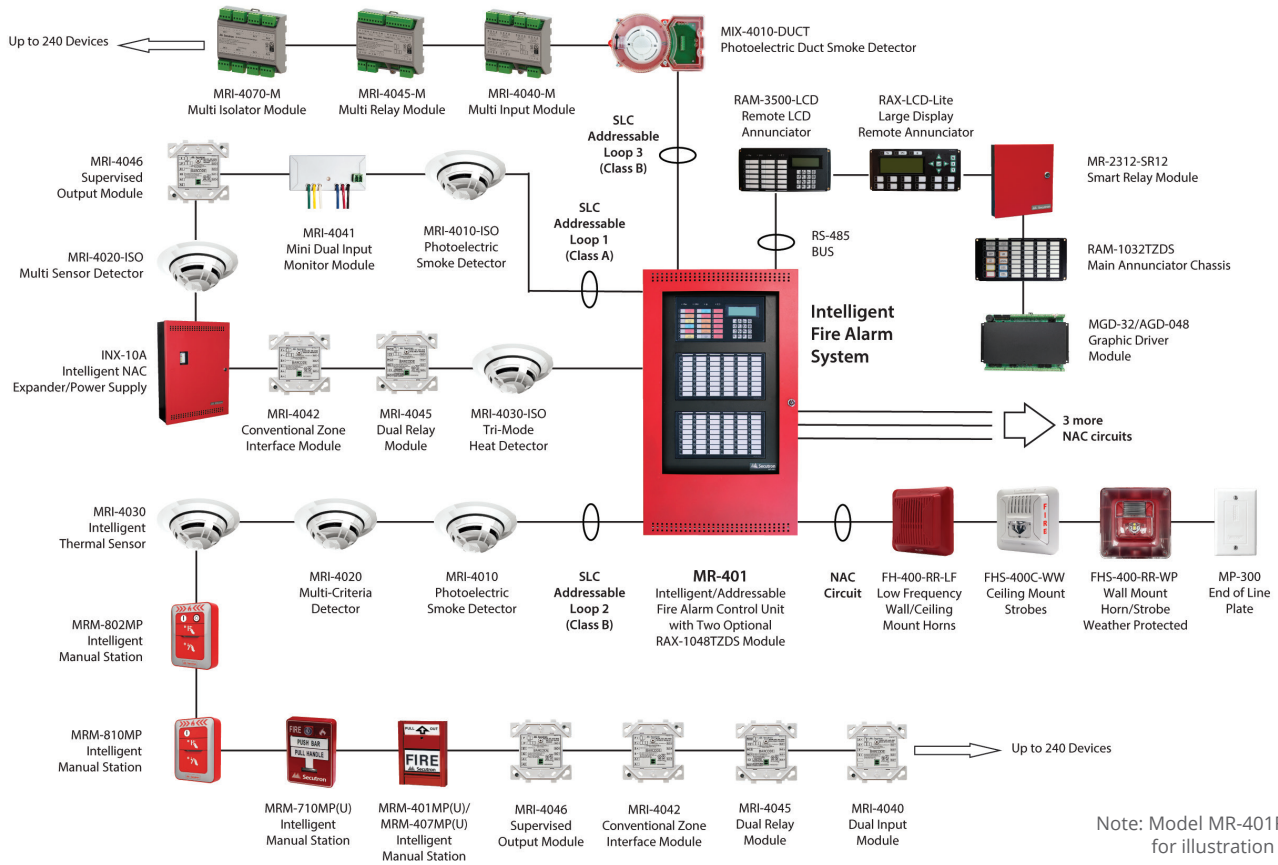 Up to 240 Devices
MRI-4070-M
Multi Isolator Module
MRI-4045-M
Multi Relay Module
MRI-4040-M
Multi Input Module
MIX-4010-DUCT
Photoelectric Duct Smoke Detector
SLC
Addressable
Loop 3
(Class B)
RAM-3500-LCD
Remote LCD
Annunciator
RAX-LCD-Lite
Large Display
Remote Annunciator
MR-2312-SR12
Smart Relay Module
MRI-4046
Supervised
Output Module
MRI-4041
Mini Dual Input
Monitor Module
MRI-4010-ISO
Photoelectric
Smoke Detector
SLC
Addressable
Loop 1
(Class A)
RS-485
BUS
RAM-1032TZDS
Main Annunciator Chassis
MRI-4020-ISO
Multi Sensor Detector
MGD-32/AGD-048
Graphic Driver
Module
Intelligent
Fire Alarm
System
INX-10A
Intelligent NAC
Expander/Power Supply
MRI-4042
Conventional Zone
Interface Module
MRI-4045
Dual Relay
Module
MRI-4030-ISO
Tri-Mode
Heat Detector
3 more
NAC circuits
Secutron
MRI-4030
Intelligent
Thermal Sensor
MRI-4020
Multi-Criteria
Detector
MRI-4010
Photoelectric
Smoke Detector
SLC
Addressable
Loop 2
(Class B)
MR-401
Intelligent/Addressable
Fire Alarm Control Unit
with Two Optional
RAX-1048TZDS Module
NAC
Circuit
FH-400-RR-LF
Low Frequency
Wall/Ceiling
Mount Horns
FIRE
FHS-400C-WW
Ceiling Mount
Strobes
FHS-400-RR-WP
Wall Mount
Horn/Strobe
Weather Protected
MP-300
End of Line
Plate
MRM-802MP
Intelligent
Manual Station
MRM-810MP
Intelligent
Manual Station
FIRE
PUSH BAR
PULL HANDLE
Secutron
MRM-710MP(U)
Intelligent
Manual Station
PULL OUT
FIRE
Secutron
MRM-401MP(U)/
MRM-407MP(U)
Intelligent
Manual Station
MRI-4046
Supervised
Output Module
MRI-4042
Conventional Zone
Interface Module
MRI-4045
Dual Relay
Module
MRI-4040
Dual Input
Module
Up to 240 Devices
Note: Model MR-401
for illustration